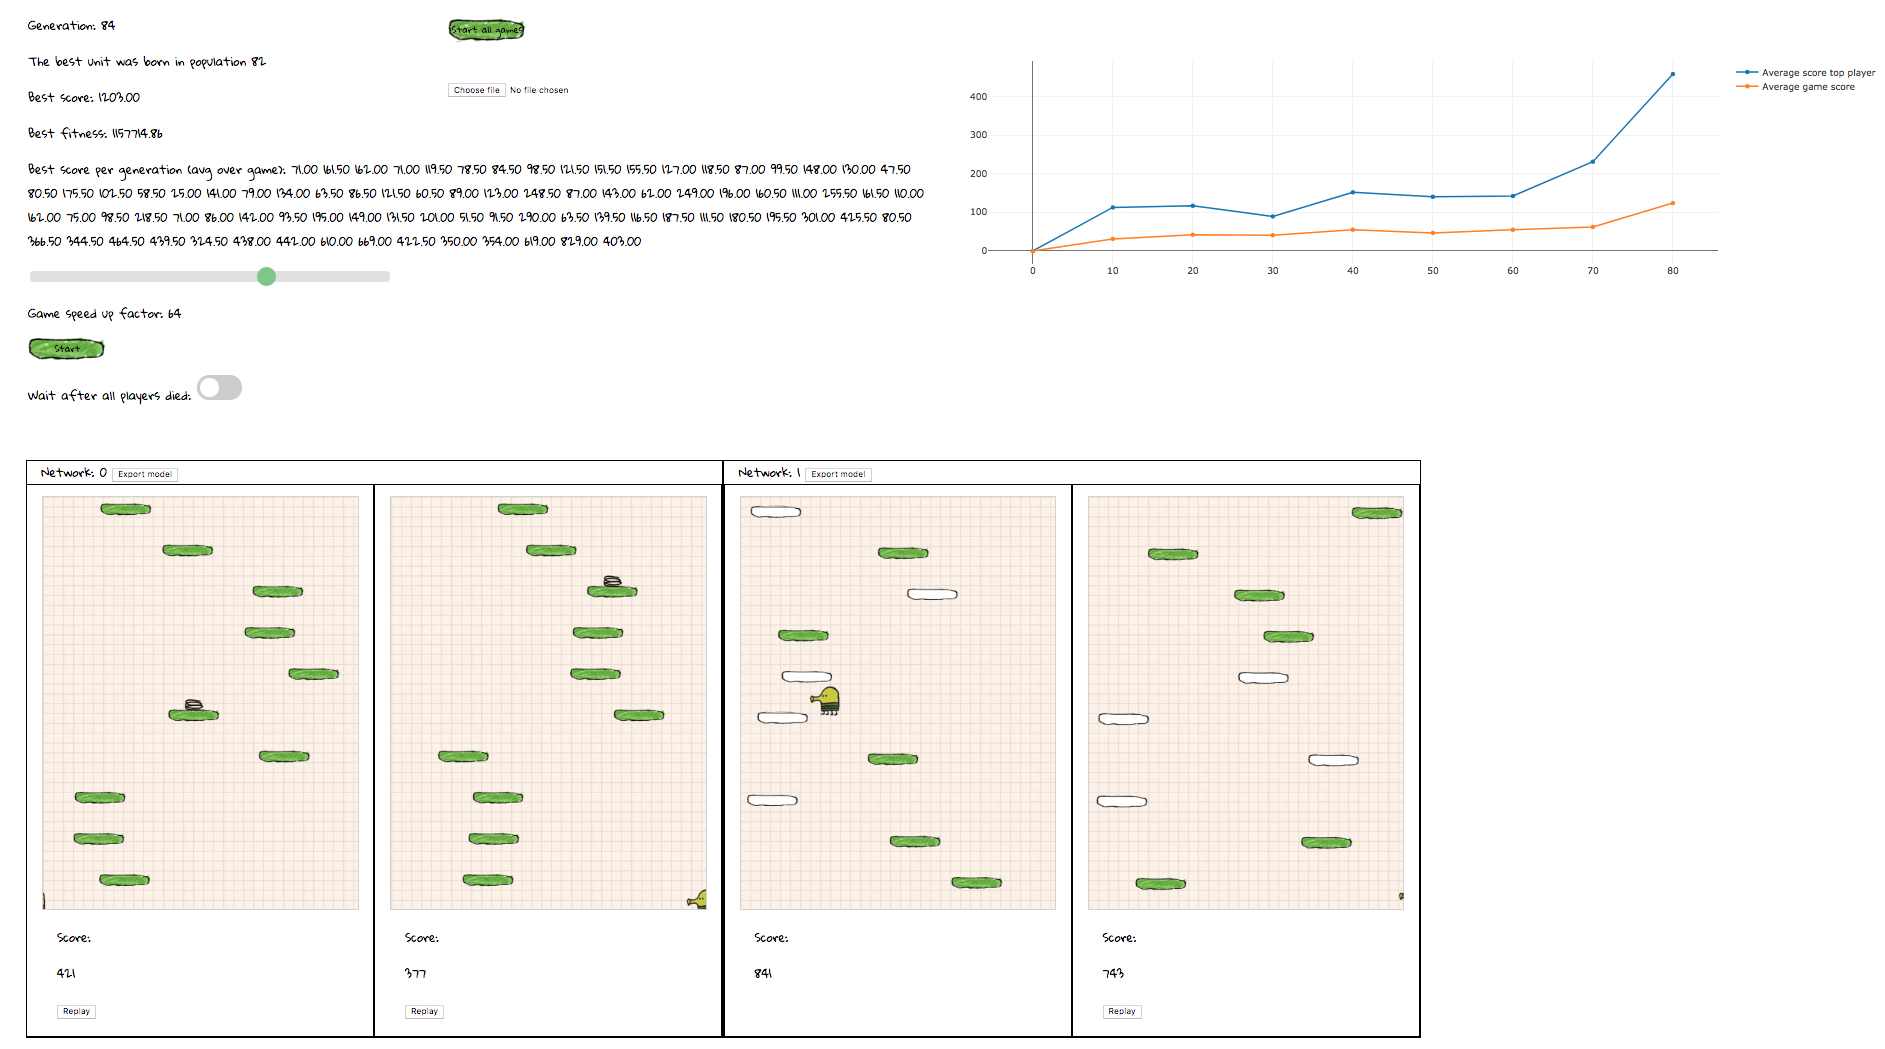 Generation: 84
Start all games
The best unit was born in population 82
Choose file No file chosen
Best score: 1203.00
Best fitness: 1157714.86
Best score per generation (avg over game): 71.00 161.50 162.00 71.00 119.50 78.50 84.50 98.50 121.50 151.50 155.50 127.00 118.50 87.00 99.50 148.00 130.00 47.50
80.50 175.50 102.50 58.50 25.00 141.00 79.00 134.00 63.50 86.50 121.50 60.50 89.00 123.00 248.50 87.00 143.00 62.00 249.00 196.00 160.50 111.00 255.50 161.50 110.00
162.00 75.00 98.50 218.50 71.00 86.00 142.00 93.50 195.00 149.00 131.50 201.00 51.50 91.50 290.00 63.50 139.50 116.50 187.50 111.50 180.50 195.50 301.00 425.50 80.50
366.50 344.50 464.50 439.50 324.50 438.00 442.00 610.00 669.00 422.50 350.00 354.00 619.00 829.00 403.00
Game speed up factor: 64
Start
Wait after all players died:
Average score top player
Average game score
400
300
200
100
0
0 10 20 30 40 50 60 70 80
Network: 0 Export model
Network: 1 Export model
Score:
421
Replay
Score:
377
Replay
Score:
841
Score:
743
Replay